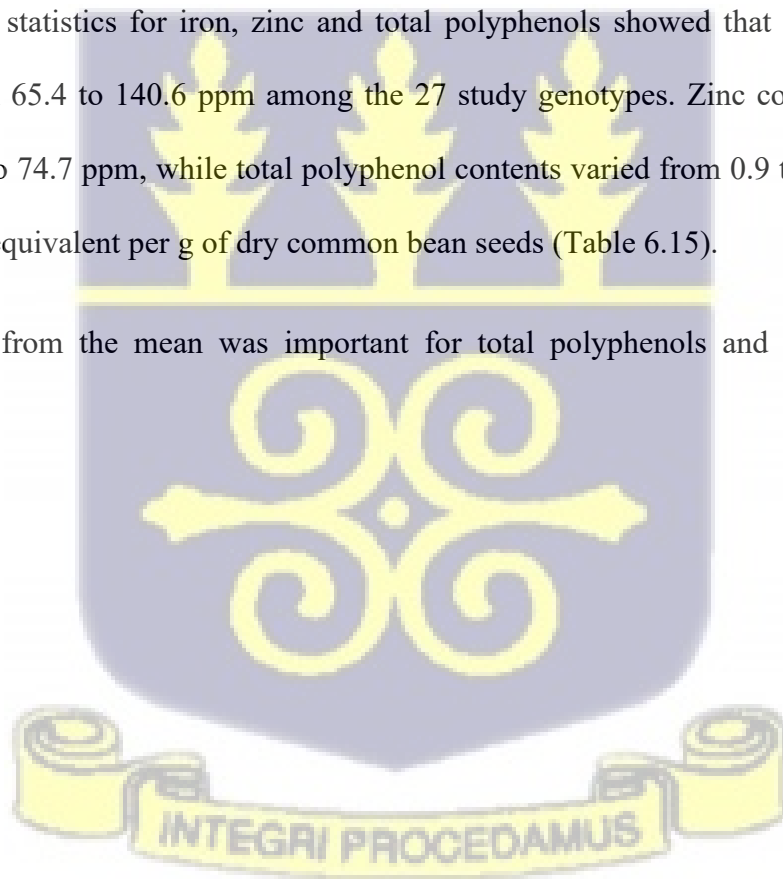 statistics for iron, zinc and total polyphenols showed that
65.4 to 140.6 ppm among the 27 study genotypes. Zinc co
o 74.7 ppm, while total polyphenol contents varied from 0.9 t
equivalent per g of dry common bean seeds (Table 6.15).
from the mean was important for total polyphenols and
INTEGRI PROCEDAMUS